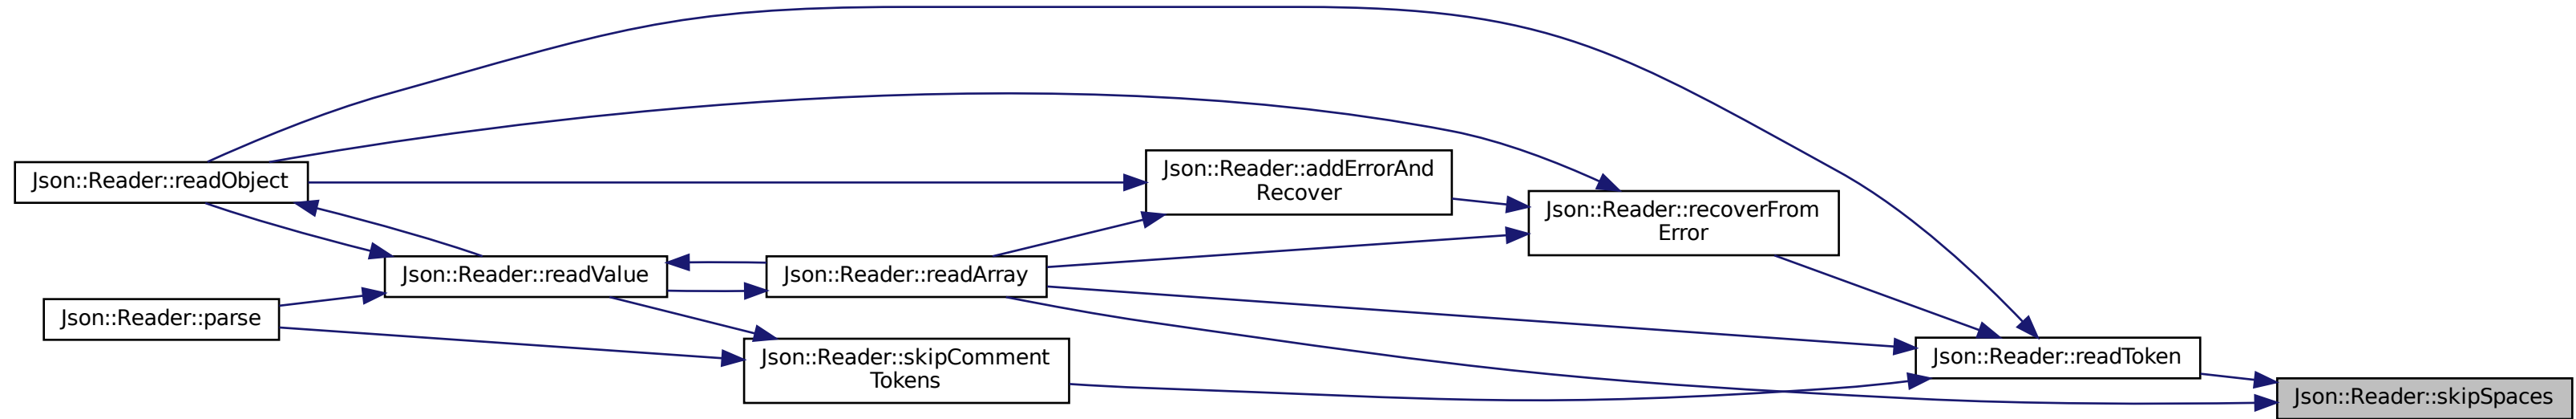 Json::Reader::readObject
Json::Reader::addErrorAnd
Recover
Json::Reader::recoverFrom
Error
Json::Reader::readValue
Json::Reader::readArray
Json::Reader::parse
Json::Reader::skipComment
Tokens
Json::Reader::readToken
Json::Reader::skipSpaces